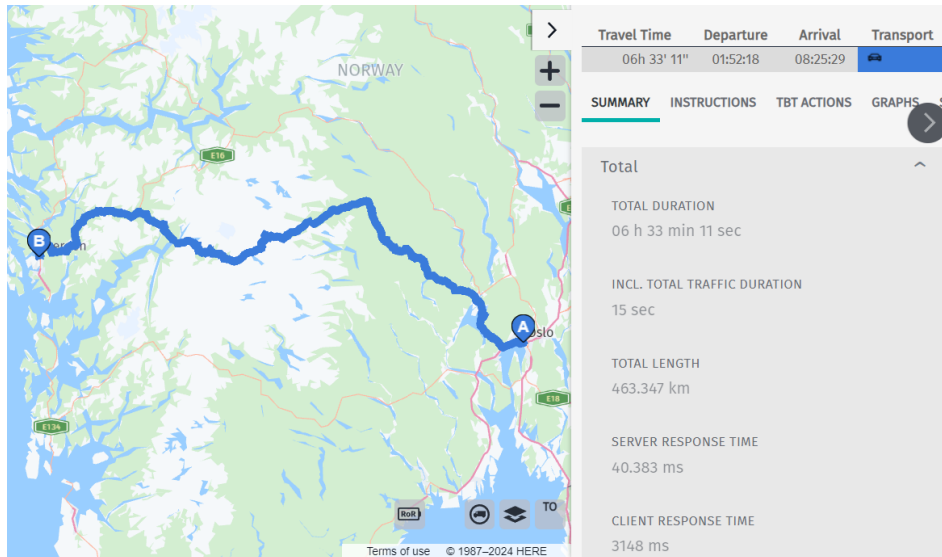 NORWAY
E16
B
ergen
A
Oslo
E18
E134
RoR
TO
Terms of use © 1987–2024 HERE
Travel Time Departure Arrival Transport
06h 33' 11" 01:52:18 08:25:29
SUMMARY INSTRUCTIONS TBT ACTIONS GRAPHS
Total
TOTAL DURATION
06 h 33 min 11 sec
INCL. TOTAL TRAFFIC DURATION
15 sec
TOTAL LENGTH
463.347 km
SERVER RESPONSE TIME
40.383 ms
CLIENT RESPONSE TIME
3148 ms